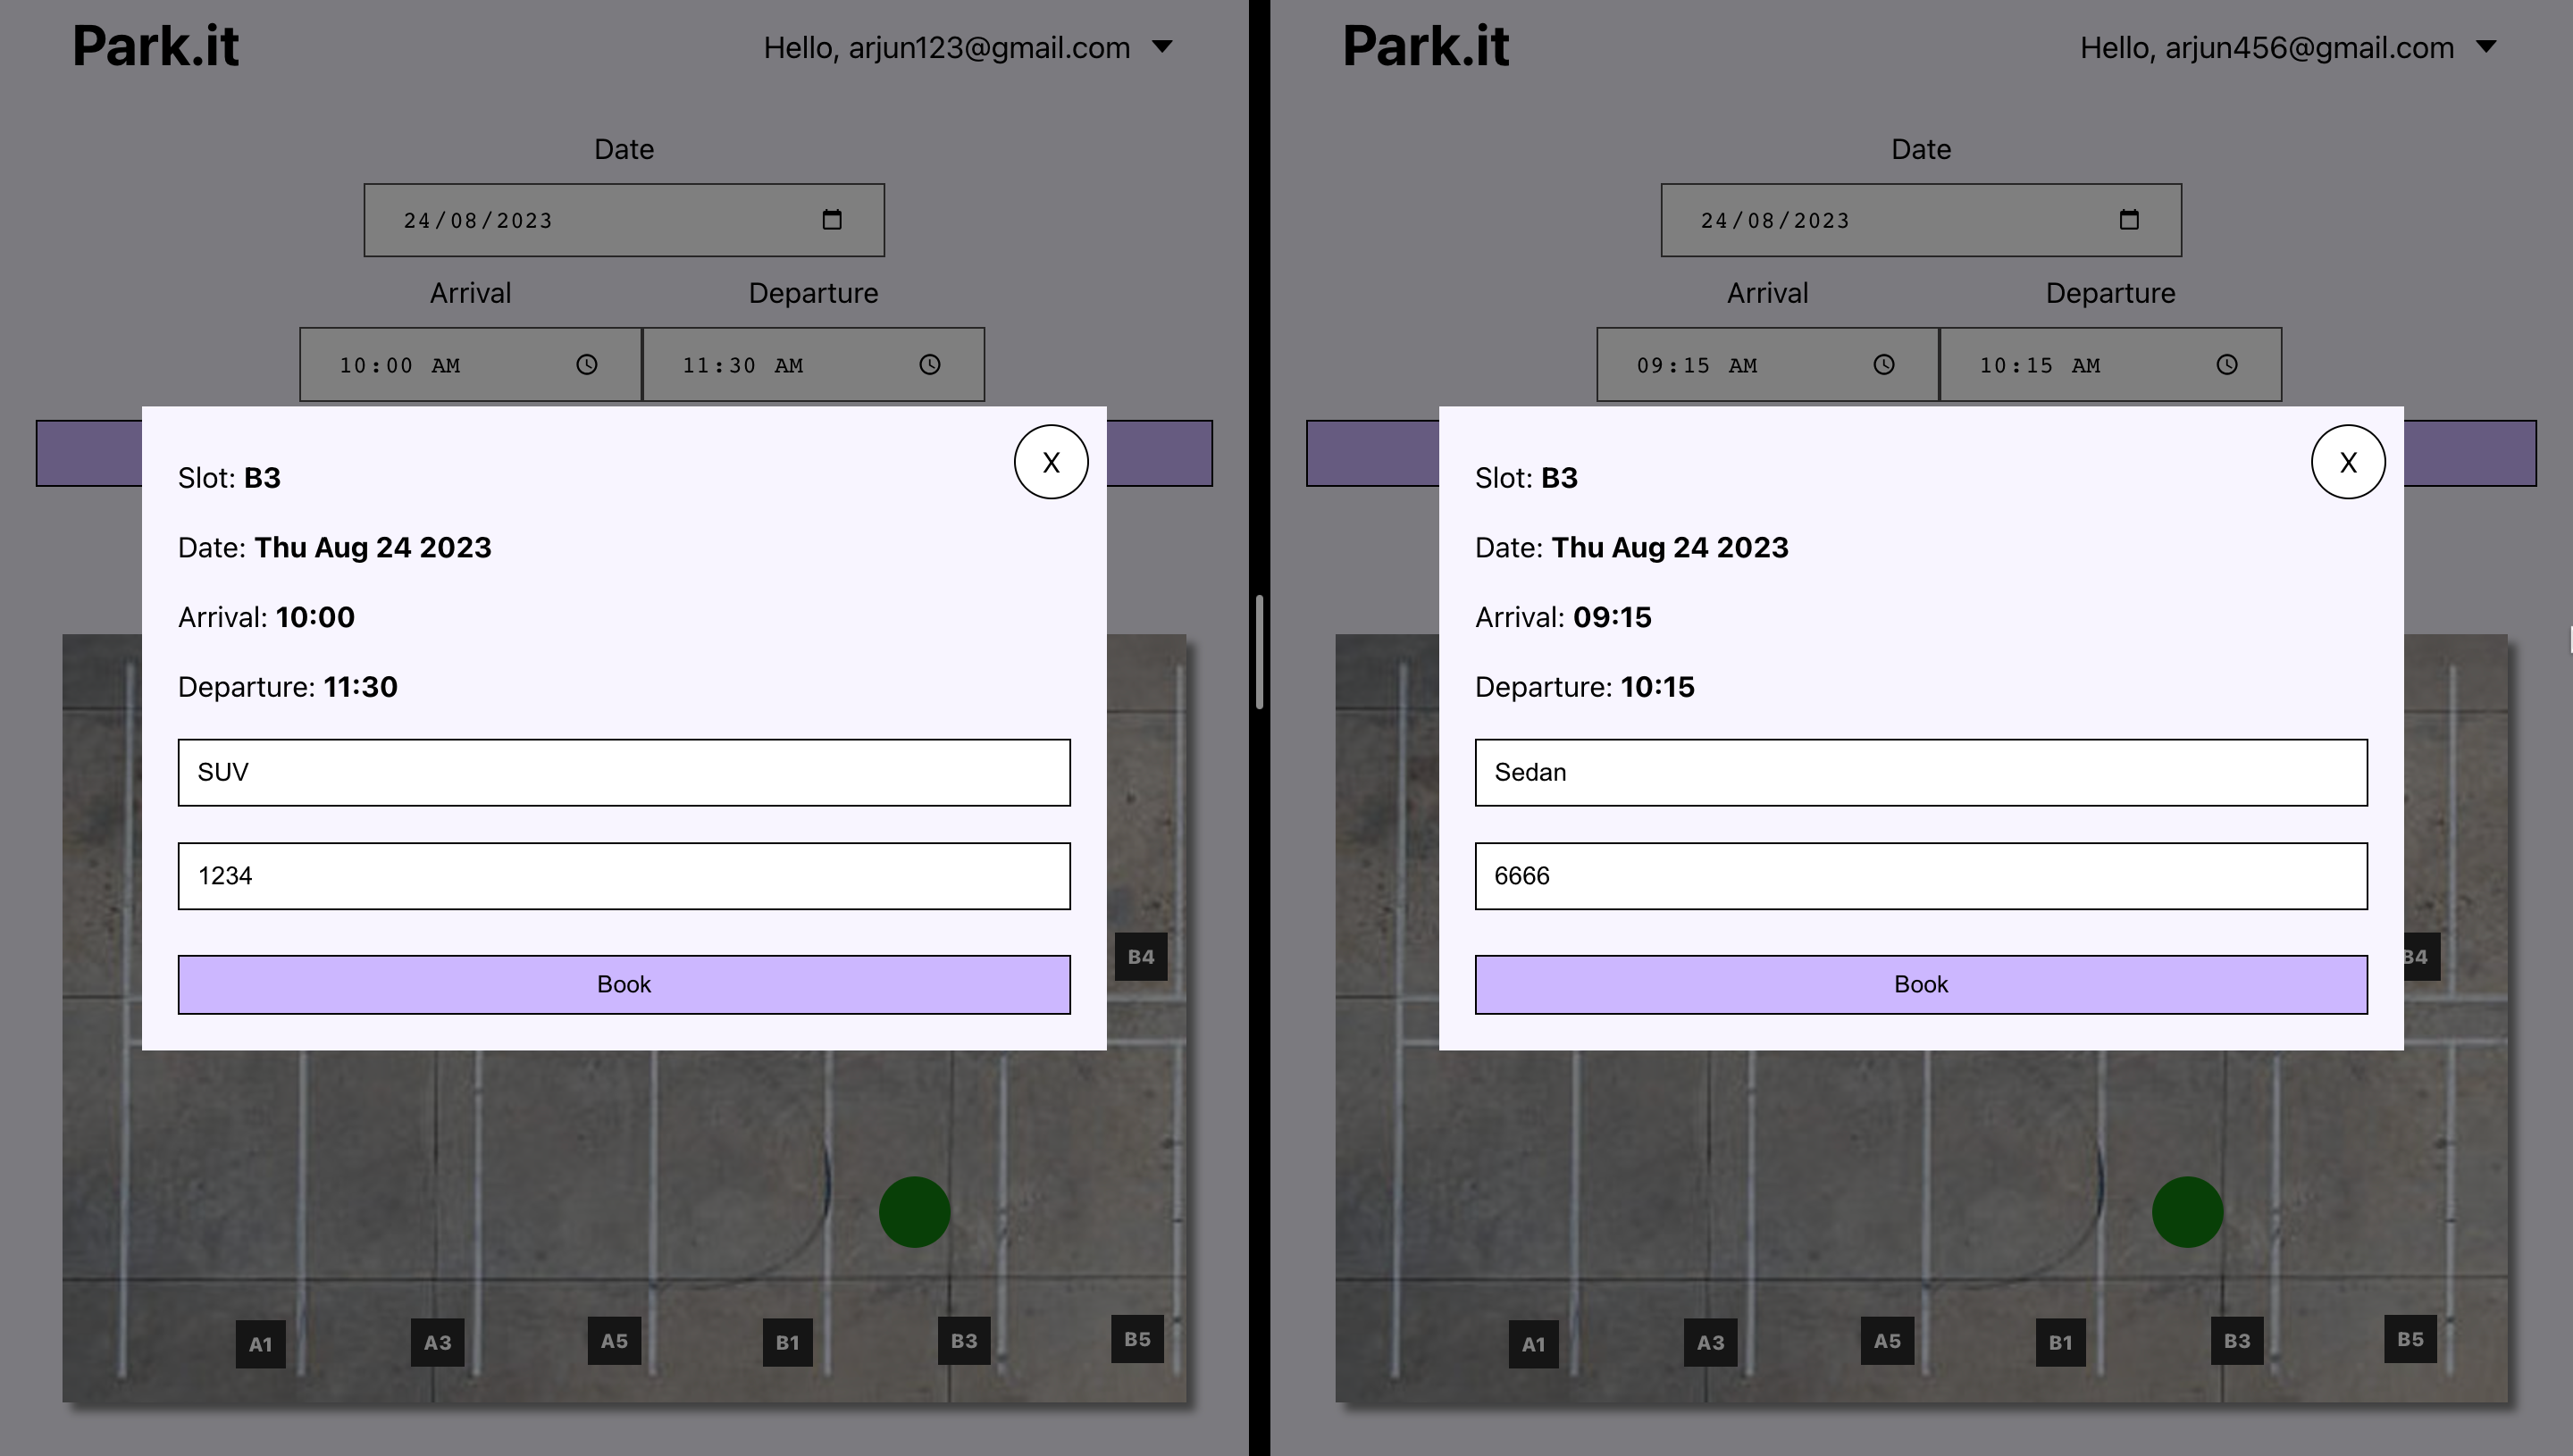 Park.it
Hello, arjun123@gmail.com
Date
24/08/2023
Arrival
Departure
10:00 AM
11:30 AM
X
Slot: B3
Date: Thu Aug 24 2023
Arrival: 10:00
Departure: 11:30
SUV
1234
B4
Book
A1
A3
A5
B1
B3
B5
Park.it
Hello, arjun456@gmail.com
Date
24/08/2023
Arrival
Departure
09:15 AM
10:15 AM
X
Slot: B3
Date: Thu Aug 24 2023
Arrival: 09:15
Departure: 10:15
Sedan
6666
B4
Book
A1
A3
A5
B1
B3
B5